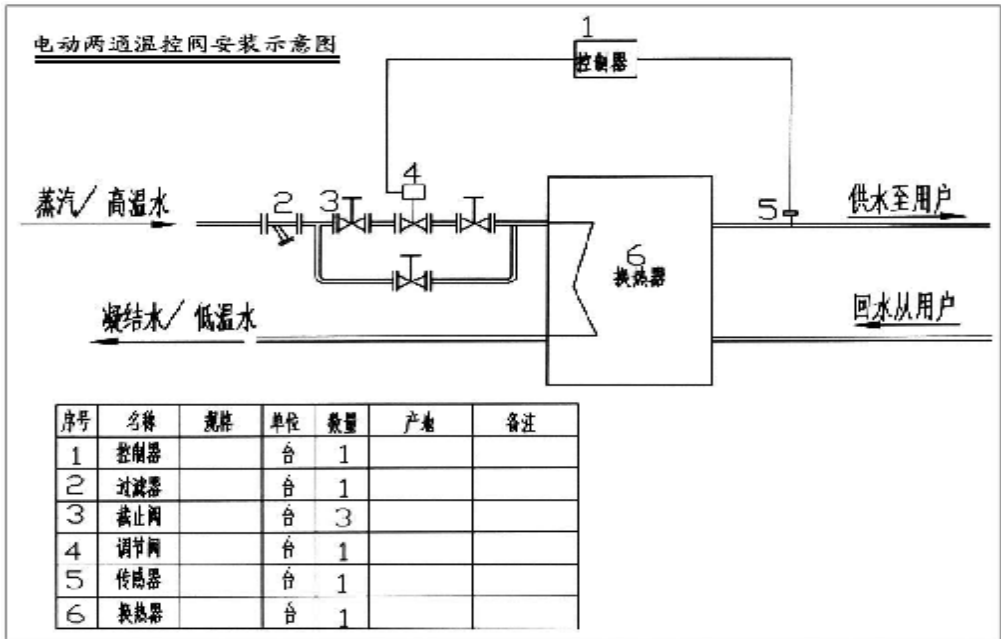 电动两通温控阀安装示意图
1
控制器
4
蒸汽/高温水
2
3
5
供水至用户
6
换热器
凝结水/低温水
回水从用户
序号 名称 规格 单位 数量 产地 备注
1 控制器 台 1
2 过滤器 台 1
3 截止阀 台 3
4 调节阀 台 1
5 传感器 台 1
6 换热器 台 1